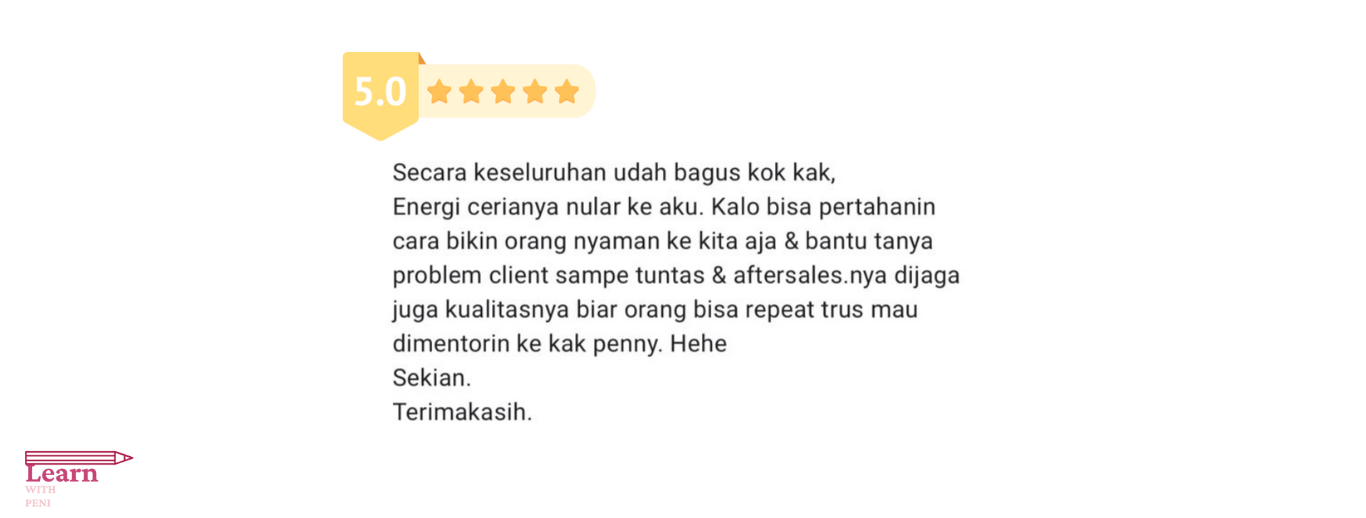 5.0
Secara keseluruhan udah bagus kok kak,
Energi cerianya nular ke aku. Kalo bisa pertahanin
cara bikin orang nyaman ke kita aja & bantu tanya
problem client sampe tuntas & aftersales.nya dijaga
juga kualitasnya biar orang bisa repeat trus mau
dimentorin ke kak penny. Hehe
Sekian.
Terimakasih.
Learn
WITH
PENI